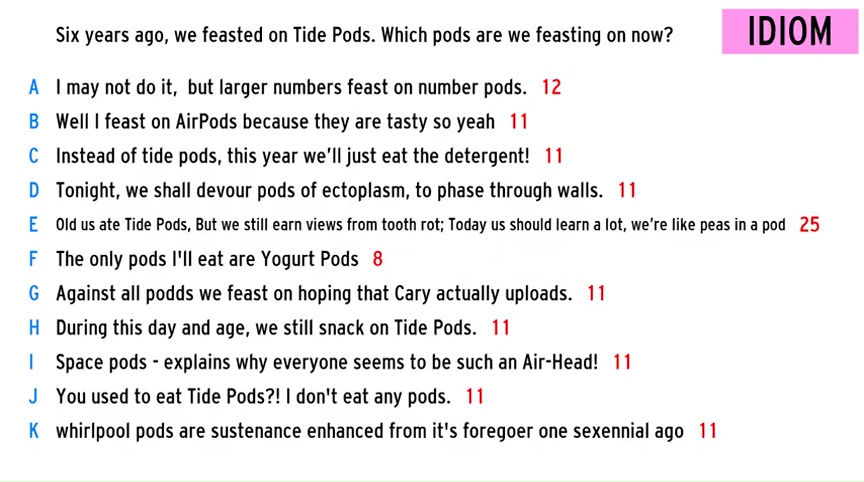 Six years ago, we feasted on Tide Pods. Which pods are we feasting on now?
IDIOM
A I may not do it, but larger numbers feast on number pods. 12
B Well I feast on AirPods because they are tasty so yeah 11
C Instead of tide pods, this year we'll just eat the detergent! 11
D Tonight, we shall devour pods of ectoplasm, to phase through walls. 11
E Old us ate Tide Pods, But we still earn views from tooth rot; Today us should learn a lot, we're like peas in a pod 25
F The only pods I'll eat are Yogurt Pods 8
G Against all podds we feast on hoping that Cary actually uploads. 11
H During this day and age, we still snack on Tide Pods. 11
I Space pods - explains why everyone seems to be such an Air-Head! 11
J You used to eat Tide Pods?! I don't eat any pods. 11
K whirlpool pods are sustenance enhanced from it's foregoer one sexennial ago 11